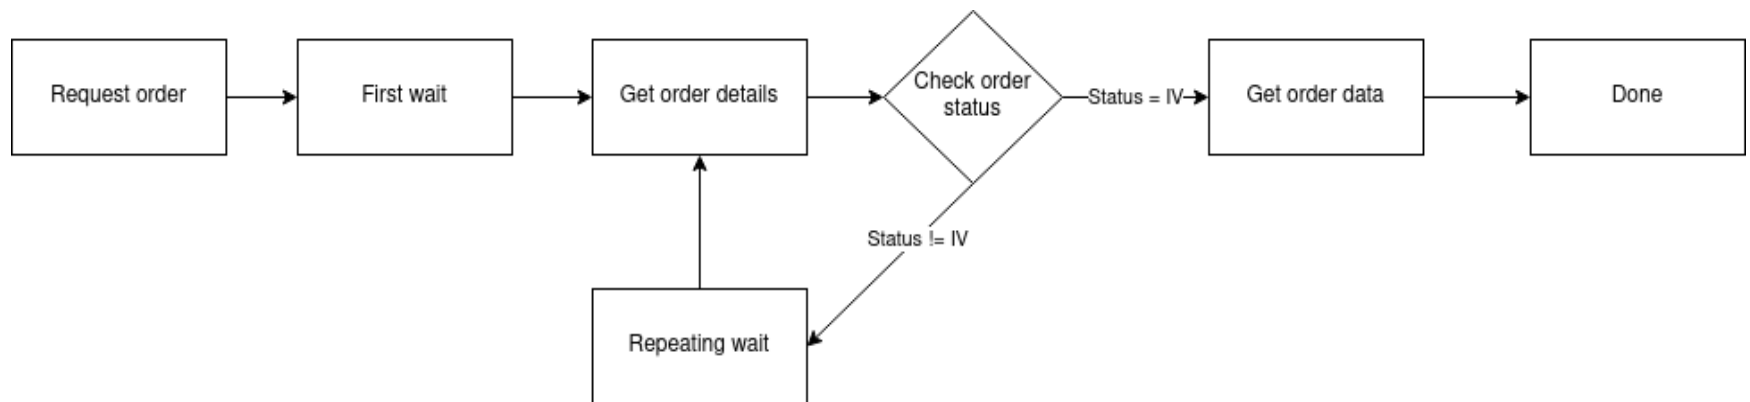 Request order
First wait
Get order details
Check order
status
Status = IV
Get order data
Done
Status != IV
Repeating wait